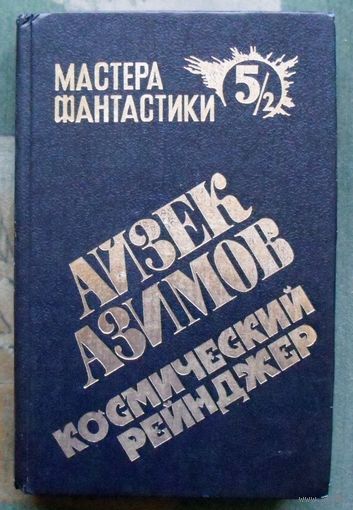 МАСТЕРА
ФАНТАСТИКИ
5/2
АЙЗЕК
АЗИМОВ
КОСМИЧЕСКИЙ
РЕЙНДЖЕР